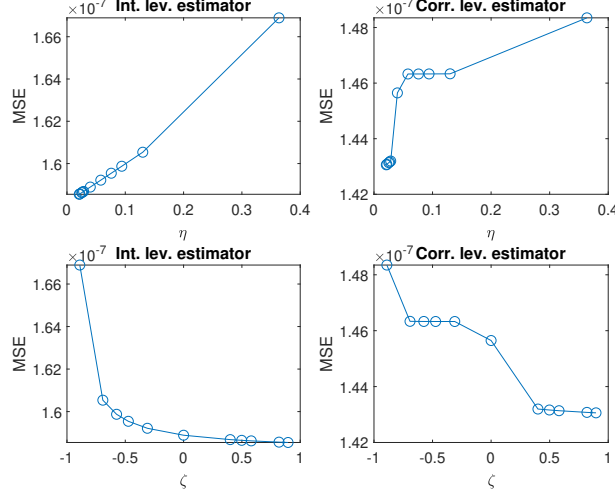 ×10⁻⁷ Int. lev. estimator
1.66
1.64
1.62
1.6
MSE
0 0.1 0.2 0.3 0.4
η
×10⁻⁷ Corr. lev. estimator
1.48
1.46
1.44
1.42
MSE
0 0.1 0.2 0.3 0.4
η
×10⁻⁷ Int. lev. estimator
1.66
1.64
1.62
1.6
MSE
-1 -0.5 0 0.5 1
ζ
×10⁻⁷ Corr. lev. estimator
1.48
1.46
1.44
1.42
MSE
-1 -0.5 0 0.5 1
ζ